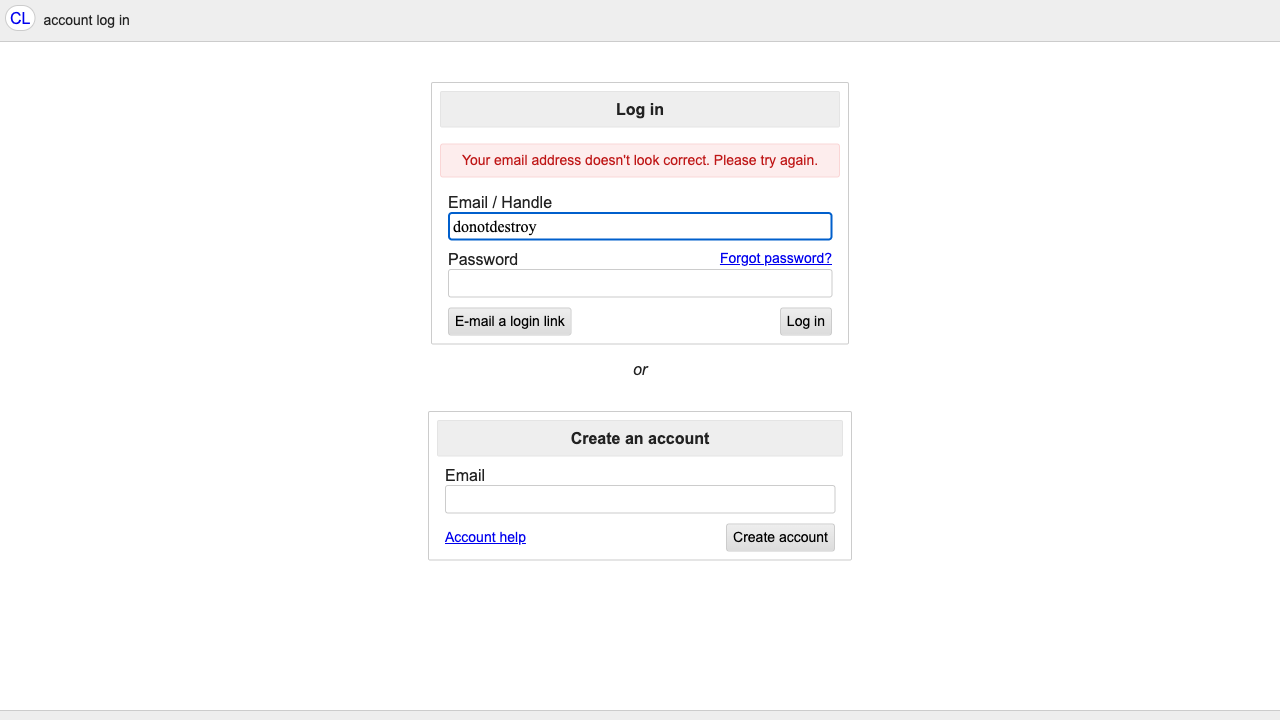 CL account log in
Log in
Your email address doesn't look correct. Please try again.
Email / Handle
donotdestroy
Password Forgot password?
E-mail a login link Log in
or
Create an account
Email
Account help Create account